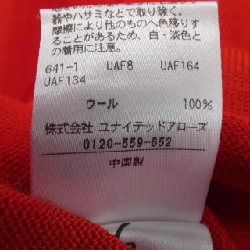 器やハサミなどで取り除く。
摩擦により他のものへ色移りす
ることがあるため、白・淡色と
の着用に注意。
641-1 UAF8 UAF164
UAF134
ウール 100%
株式会社 ユナイテッドアローズ
0120-559-652
中国製